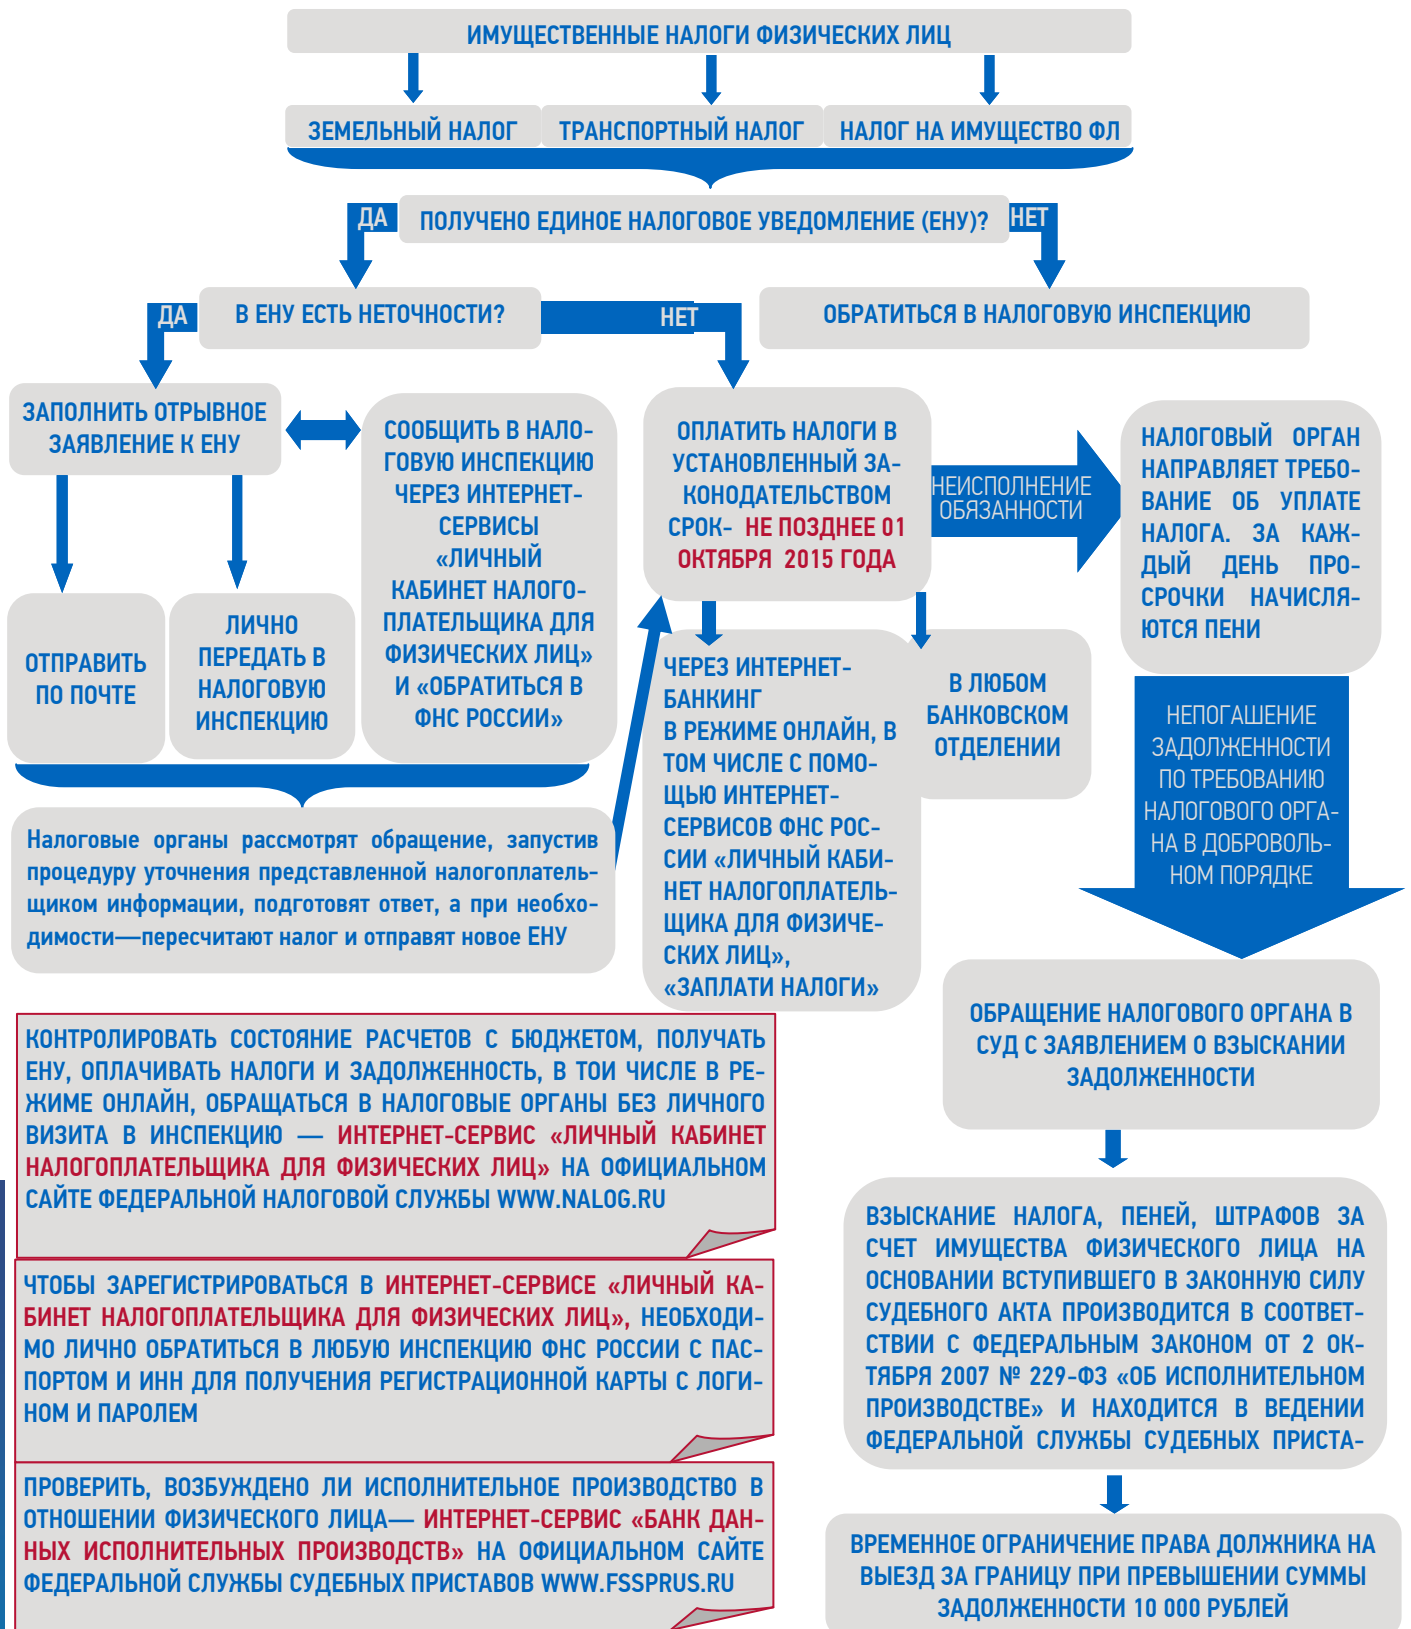 ИМУЩЕСТВЕННЫЕ НАЛОГИ ФИЗИЧЕСКИХ ЛИЦ
ЗЕМЕЛЬНЫЙ НАЛОГ
ТРАНСПОРТНЫЙ НАЛОГ
НАЛОГ НА ИМУЩЕСТВО ФЛ
ДА
ПОЛУЧЕНО ЕДИНОЕ НАЛОГОВОЕ УВЕДОМЛЕНИЕ (ЕНУ)?
НЕТ
ДА
В ЕНУ ЕСТЬ НЕТОЧНОСТИ?
НЕТ
ОБРАТИТЬСЯ В НАЛОГОВУЮ ИНСПЕКЦИЮ
ЗАПОЛНИТЬ ОТРЫВНОЕ
ЗАЯВЛЕНИЕ К ЕНУ
СООБЩИТЬ В НАЛО-
ГОВУЮ ИНСПЕКЦИЮ
ЧЕРЕЗ ИНТЕРНЕТ-
СЕРВИСЫ
«ЛИЧНЫЙ
КАБИНЕТ НАЛОГО-
ПЛАТЕЛЬЩИКА ДЛЯ
ФИЗИЧЕСКИХ ЛИЦ»
И «ОБРАТИТЬСЯ В
ФНС РОССИИ»
ОПЛАТИТЬ НАЛОГИ В
УСТАНОВЛЕННЫЙ ЗА-
КОНОДАТЕЛЬСТВОМ
СРОК- НЕ ПОЗДНЕЕ 01
ОКТЯБРЯ 2015 ГОДА
НЕИСПОЛНЕНИЕ
ОБЯЗАННОСТИ
НАЛОГОВЫЙ ОРГАН
НАПРАВЛЯЕТ ТРЕБО-
ВАНИЕ ОБ УПЛАТЕ
НАЛОГА. ЗА КАЖ-
ДЫЙ ДЕНЬ ПРО-
СРОЧКИ НАЧИСЛЯ-
ЮТСЯ ПЕНИ
ОТПРАВИТЬ
ПО ПОЧТЕ
ЛИЧНО
ПЕРЕДАТЬ В
НАЛОГОВУЮ
ИНСПЕКЦИЮ
ЧЕРЕЗ ИНТЕРНЕТ-
БАНКИНГ
В РЕЖИМЕ ОНЛАЙН, В
ТОМ ЧИСЛЕ С ПОМО-
ЩЬЮ ИНТЕРНЕТ-
СЕРВИСОВ ФНС РОС-
СИИ «ЛИЧНЫЙ КАБИ-
НЕТ НАЛОГОПЛАТЕЛЬ-
ЩИКА ДЛЯ ФИЗИЧЕ-
СКИХ ЛИЦ»,
«ЗАПЛАТИ НАЛОГИ»
В ЛЮБОМ
БАНКОВСКОМ
ОТДЕЛЕНИИ
НЕПОГАШЕНИЕ
ЗАДОЛЖЕННОСТИ
ПО ТРЕБОВАНИЮ
НАЛОГОВОГО ОРГА-
НА В ДОБРОВОЛЬ-
НОМ ПОРЯДКЕ
Налоговые органы рассмотрят обращение, запустив
процедуру уточнения представленной налогоплатель-
щиком информации, подготовят ответ, а при необхо-
димости—пересчитают налог и отправят новое ЕНУ
ОБРАЩЕНИЕ НАЛОГОВОГО ОРГАНА В
СУД С ЗАЯВЛЕНИЕМ О ВЗЫСКАНИИ
ЗАДОЛЖЕННОСТИ
КОНТРОЛИРОВАТЬ СОСТОЯНИЕ РАСЧЕТОВ С БЮДЖЕТОМ, ПОЛУЧАТЬ
ЕНУ, ОПЛАЧИВАТЬ НАЛОГИ И ЗАДОЛЖЕННОСТЬ, В ТОИ ЧИСЛЕ В РЕ-
ЖИМЕ ОНЛАЙН, ОБРАЩАТЬСЯ В НАЛОГОВЫЕ ОРГАНЫ БЕЗ ЛИЧНОГО
ВИЗИТА В ИНСПЕКЦИЮ — ИНТЕРНЕТ-СЕРВИС «ЛИЧНЫЙ КАБИНЕТ
НАЛОГОПЛАТЕЛЬЩИКА ДЛЯ ФИЗИЧЕСКИХ ЛИЦ» НА ОФИЦИАЛЬНОМ
САЙТЕ ФЕДЕРАЛЬНОЙ НАЛОГОВОЙ СЛУЖБЫ WWW.NALOG.RU
ВЗЫСКАНИЕ НАЛОГА, ПЕНЕЙ, ШТРАФОВ ЗА
СЧЕТ ИМУЩЕСТВА ФИЗИЧЕСКОГО ЛИЦА НА
ОСНОВАНИИ ВСТУПИВШЕГО В ЗАКОННУЮ СИЛУ
СУДЕБНОГО АКТА ПРОИЗВОДИТСЯ В СООТВЕТ-
СТВИИ С ФЕДЕРАЛЬНЫМ ЗАКОНОМ ОТ 2 ОК-
ТЯБРЯ 2007 № 229-ФЗ «ОБ ИСПОЛНИТЕЛЬНОМ
ПРОИЗВОДСТВЕ» И НАХОДИТСЯ В ВЕДЕНИИ
ФЕДЕРАЛЬНОЙ СЛУЖБЫ СУДЕБНЫХ ПРИСТА-
ЧТОБЫ ЗАРЕГИСТРИРОВАТЬСЯ В ИНТЕРНЕТ-СЕРВИСЕ «ЛИЧНЫЙ КА-
БИНЕТ НАЛОГОПЛАТЕЛЬЩИКА ДЛЯ ФИЗИЧЕСКИХ ЛИЦ», НЕОБХОДИ-
МО ЛИЧНО ОБРАТИТЬСЯ В ЛЮБУЮ ИНСПЕКЦИЮ ФНС РОССИИ С ПАС-
ПОРТОМ И ИНН ДЛЯ ПОЛУЧЕНИЯ РЕГИСТРАЦИОННОЙ КАРТЫ С ЛОГИ-
НОМ И ПАРОЛЕМ
ПРОВЕРИТЬ, ВОЗБУЖДЕНО ЛИ ИСПОЛНИТЕЛЬНОЕ ПРОИЗВОДСТВО В
ОТНОШЕНИИ ФИЗИЧЕСКОГО ЛИЦА— ИНТЕРНЕТ-СЕРВИС «БАНК ДАН-
НЫХ ИСПОЛНИТЕЛЬНЫХ ПРОИЗВОДСТВ» НА ОФИЦИАЛЬНОМ САЙТЕ
ФЕДЕРАЛЬНОЙ СЛУЖБЫ СУДЕБНЫХ ПРИСТАВОВ WWW.FSSPRUS.RU
ВРЕМЕННОЕ ОГРАНИЧЕНИЕ ПРАВА ДОЛЖНИКА НА
ВЫЕЗД ЗА ГРАНИЦУ ПРИ ПРЕВЫШЕНИИ СУММЫ
ЗАДОЛЖЕННОСТИ 10 000 РУБЛЕЙ